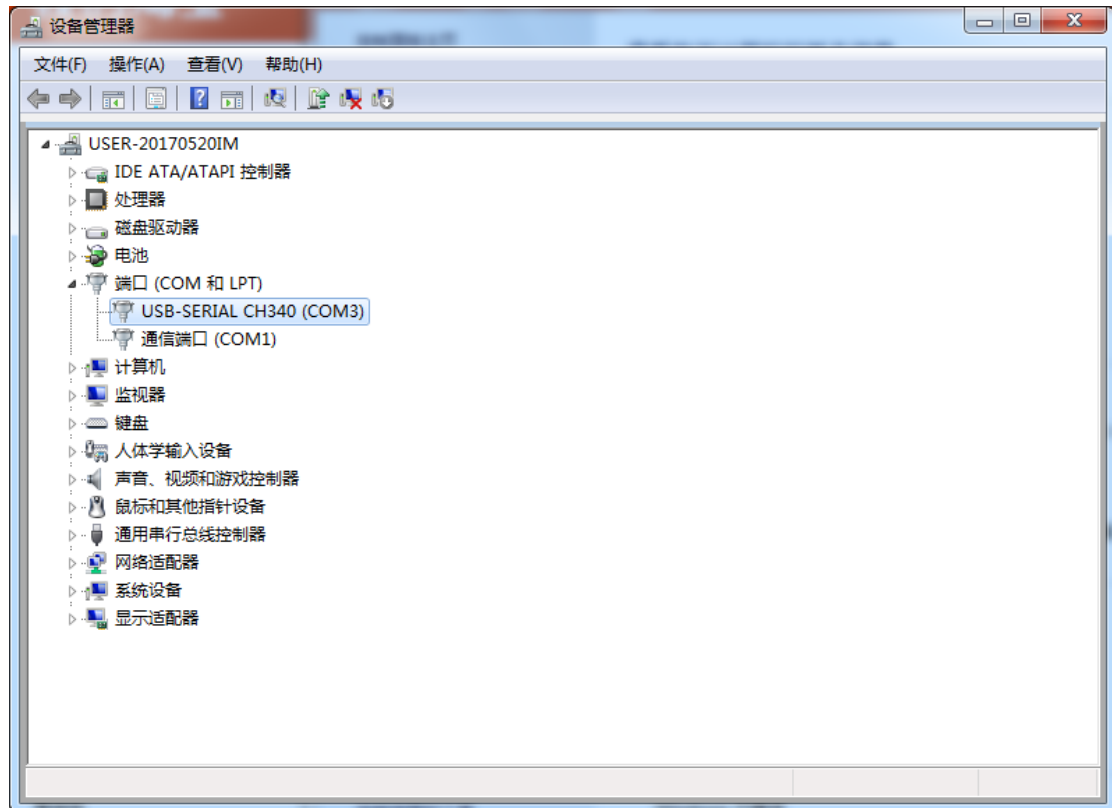 设备管理器
文件(F) 操作(A) 查看(V) 帮助(H)
USER-20170520IM
IDE ATA/ATAPI 控制器
处理器
磁盘驱动器
电池
端口 (COM 和 LPT)
USB-SERIAL CH340 (COM3)
通信端口 (COM1)
计算机
监视器
键盘
人体学输入设备
声音、视频和游戏控制器
鼠标和其他指针设备
通用串行总线控制器
网络适配器
系统设备
显示适配器